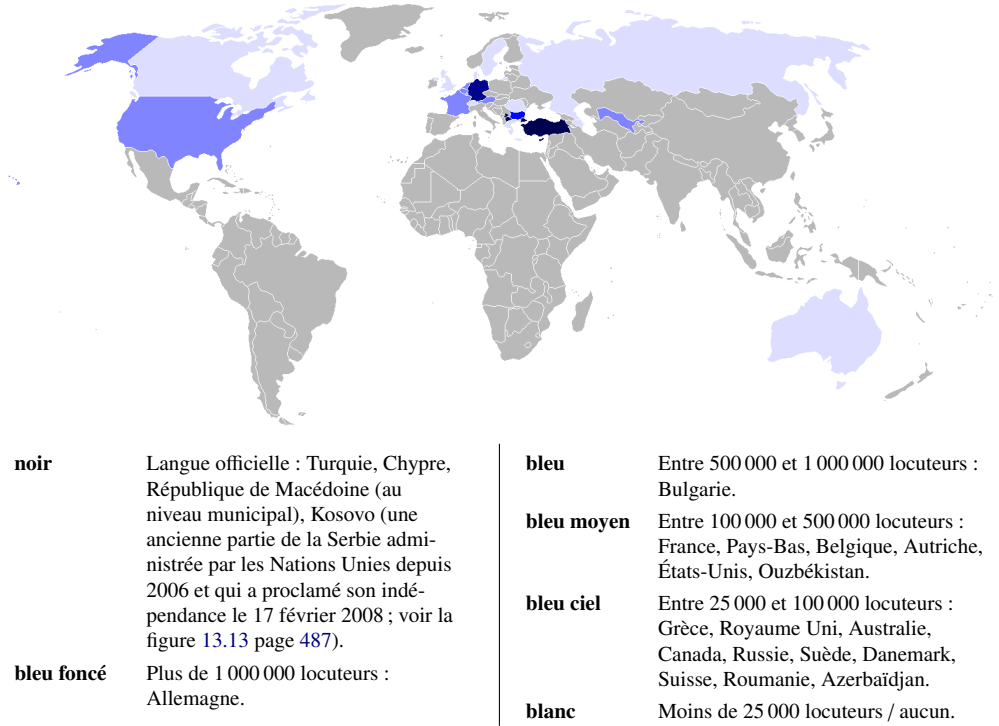 noir Langue officielle : Turquie, Chypre,
République de Macédoine (au
niveau municipal), Kosovo (une
ancienne partie de la Serbie admi-
nistrée par les Nations Unies depuis
2006 et qui a proclamé son indé-
pendance le 17 février 2008 ; voir la
figure 13.13 page 487).
bleu foncé Plus de 1 000 000 locuteurs :
Allemagne.
bleu Entre 500 000 et 1 000 000 locuteurs :
Bulgarie.
bleu moyen Entre 100 000 et 500 000 locuteurs :
France, Pays-Bas, Belgique, Autriche,
États-Unis, Ouzbékistan.
bleu ciel Entre 25 000 et 100 000 locuteurs :
Grèce, Royaume Uni, Australie,
Canada, Russie, Suède, Danemark,
Suisse, Roumanie, Azerbaïdjan.
blanc Moins de 25 000 locuteurs / aucun.